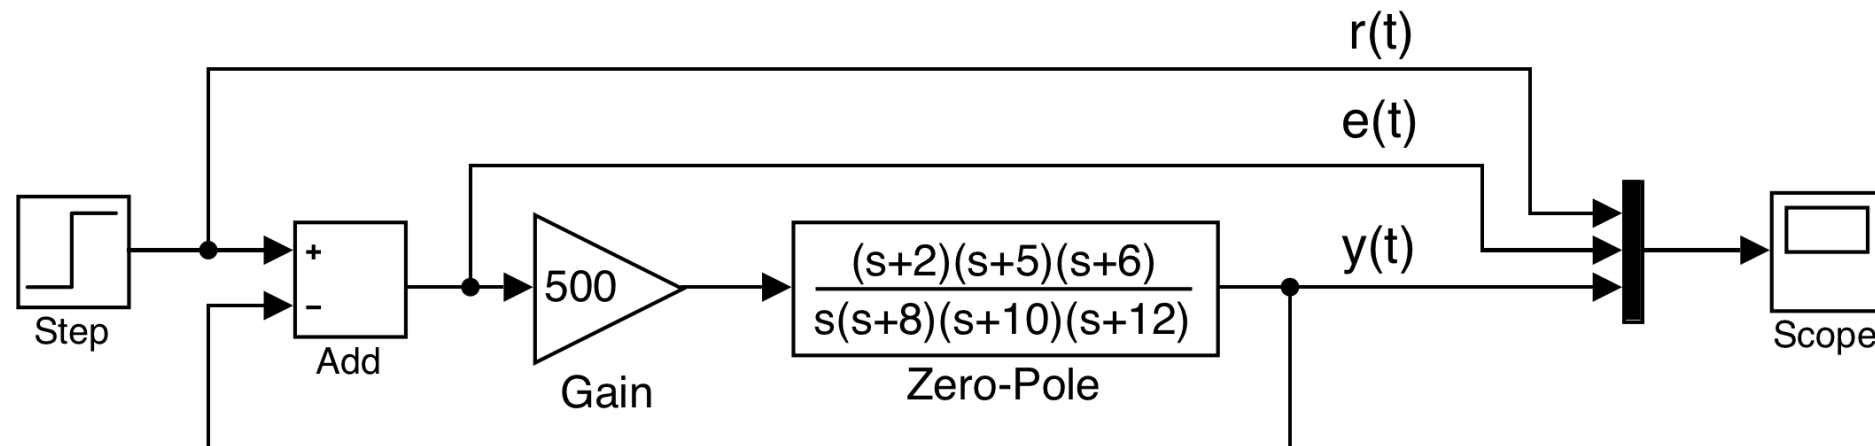 r(t)
e(t)
y(t)
Step
+
−
Add
500
Gain
(s+2)(s+5)(s+6)
s(s+8)(s+10)(s+12)
Zero-Pole
Scope